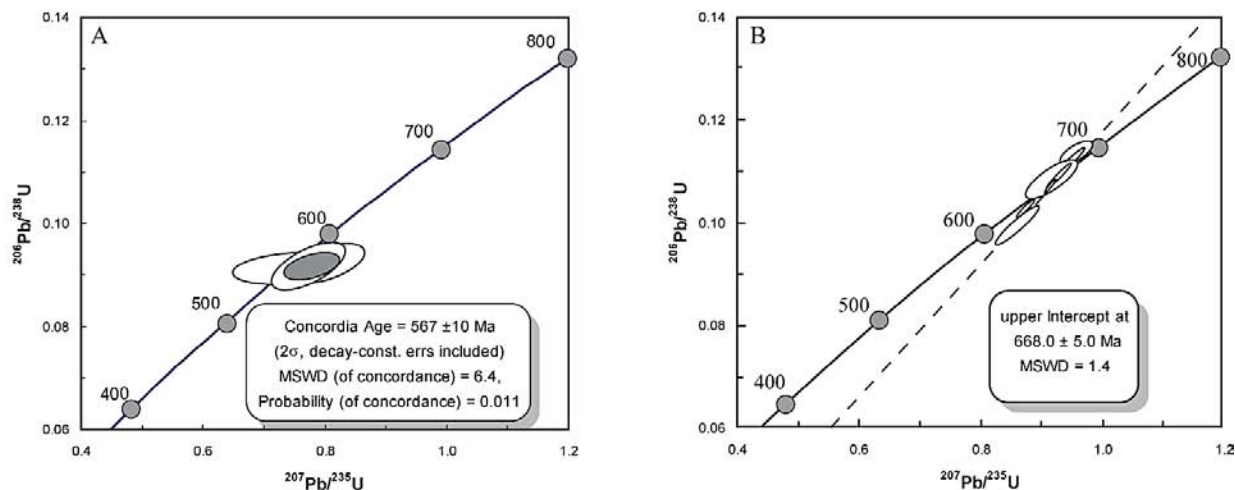 A
0.14
0.12
0.10
0.08
0.06
0.4
0.6
0.8
1.0
1.2
400
500
600
700
800
²⁰⁶Pb/²³⁸U
²⁰⁷Pb/²³⁵U
Concordia Age = 567 ±10 Ma
(2σ, decay-const. errs included)
MSWD (of concordance) = 6.4,
Probability (of concordance) = 0.011
B
0.14
0.12
0.10
0.08
0.06
0.4
0.6
0.8
1.0
1.2
400
500
600
700
800
²⁰⁶Pb/²³⁸U
²⁰⁷Pb/²³⁵U
upper Intercept at
668.0 ± 5.0 Ma
MSWD = 1.4